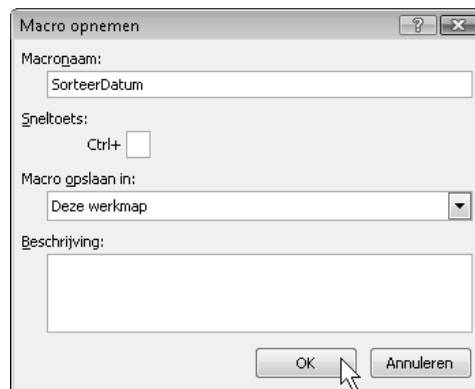 Macro opnemen
Macronaam:
SorteerDatum
Sneltoets:
Ctrl+
Macro opslaan in:
Deze werkmap
Beschrijving:
OK
Annuleren